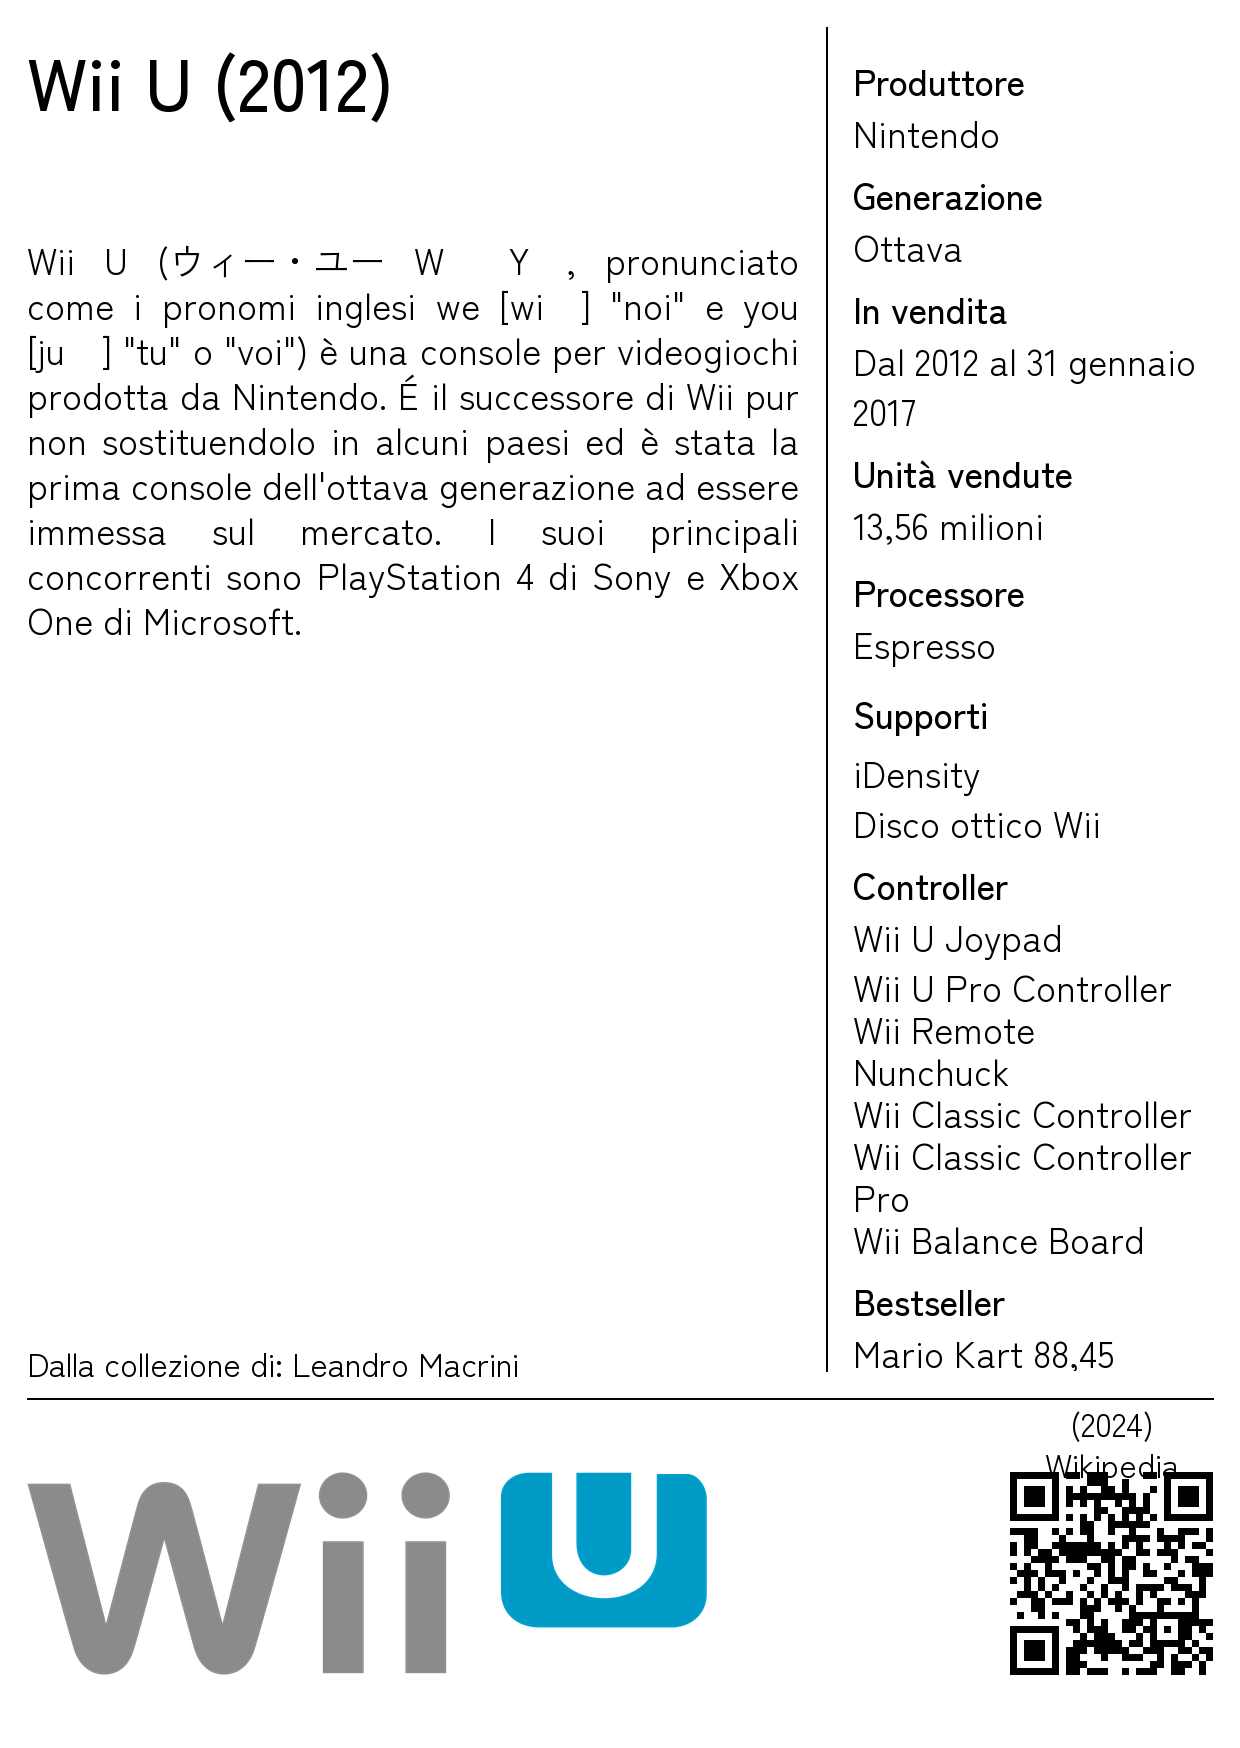 Wii U (2012)
Wii U (ウィー・ユー W Y , pronunciato
come i pronomi inglesi we [wi ] "noi" e you
[ju ] "tu" o "voi") è una console per videogiochi
prodotta da Nintendo. É il successore di Wii pur
non sostituendolo in alcuni paesi ed è stata la
prima console dell'ottava generazione ad essere
immessa sul mercato. I suoi principali
concorrenti sono PlayStation 4 di Sony e Xbox
One di Microsoft.
Dalla collezione di: Leandro Macrini
Produttore
Nintendo
Generazione
Ottava
In vendita
Dal 2012 al 31 gennaio
2017
Unità vendute
13,56 milioni
Processore
Espresso
Supporti
iDensity
Disco ottico Wii
Controller
Wii U Joypad
Wii U Pro Controller
Wii Remote
Nunchuck
Wii Classic Controller
Wii Classic Controller
Pro
Wii Balance Board
Bestseller
Mario Kart 88,45
(2024)
Wikipedia
Wii U